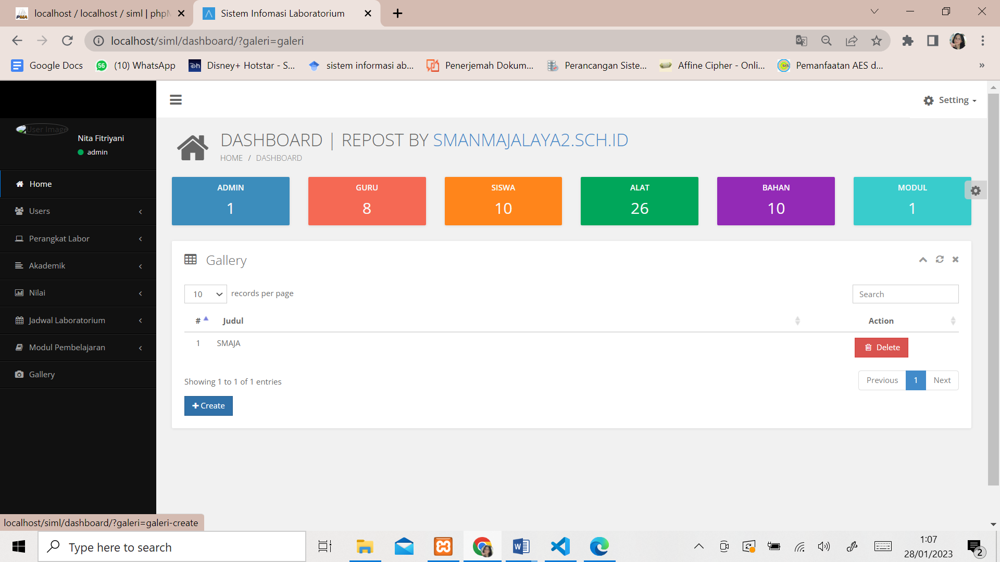 localhost / localhost / siml | phpM
Sistem Infomasi Laboratorium
localhost/siml/dashboard/?galeri=galeri
Google Docs
56
(10) WhatsApp
Disney+ Hotstar - S...
sistem informasi ab...
Penerjemah Dokum...
Perancangan Siste...
Affine Cipher - Onli...
Pemanfaatan AES d...
»
Setting
User Image
Nita Fitriyani
admin
Home
Users
Perangkat Labor
Akademik
Nilai
Jadwal Laboratorium
Modul Pembelajaran
Gallery
DASHBOARD | REPOST BY SMANMAJALAYA2.SCH.ID
HOME / DASHBOARD
ADMIN
1
GURU
8
SISWA
10
ALAT
26
BAHAN
10
MODUL
1
Gallery
10 records per page
Search
# Judul Action
1 SMAJA Delete
Showing 1 to 1 of 1 entries
Previous 1 Next
Create
localhost/siml/dashboard/?galeri=galeri-create
Type here to search
1:07
28/01/2023
2